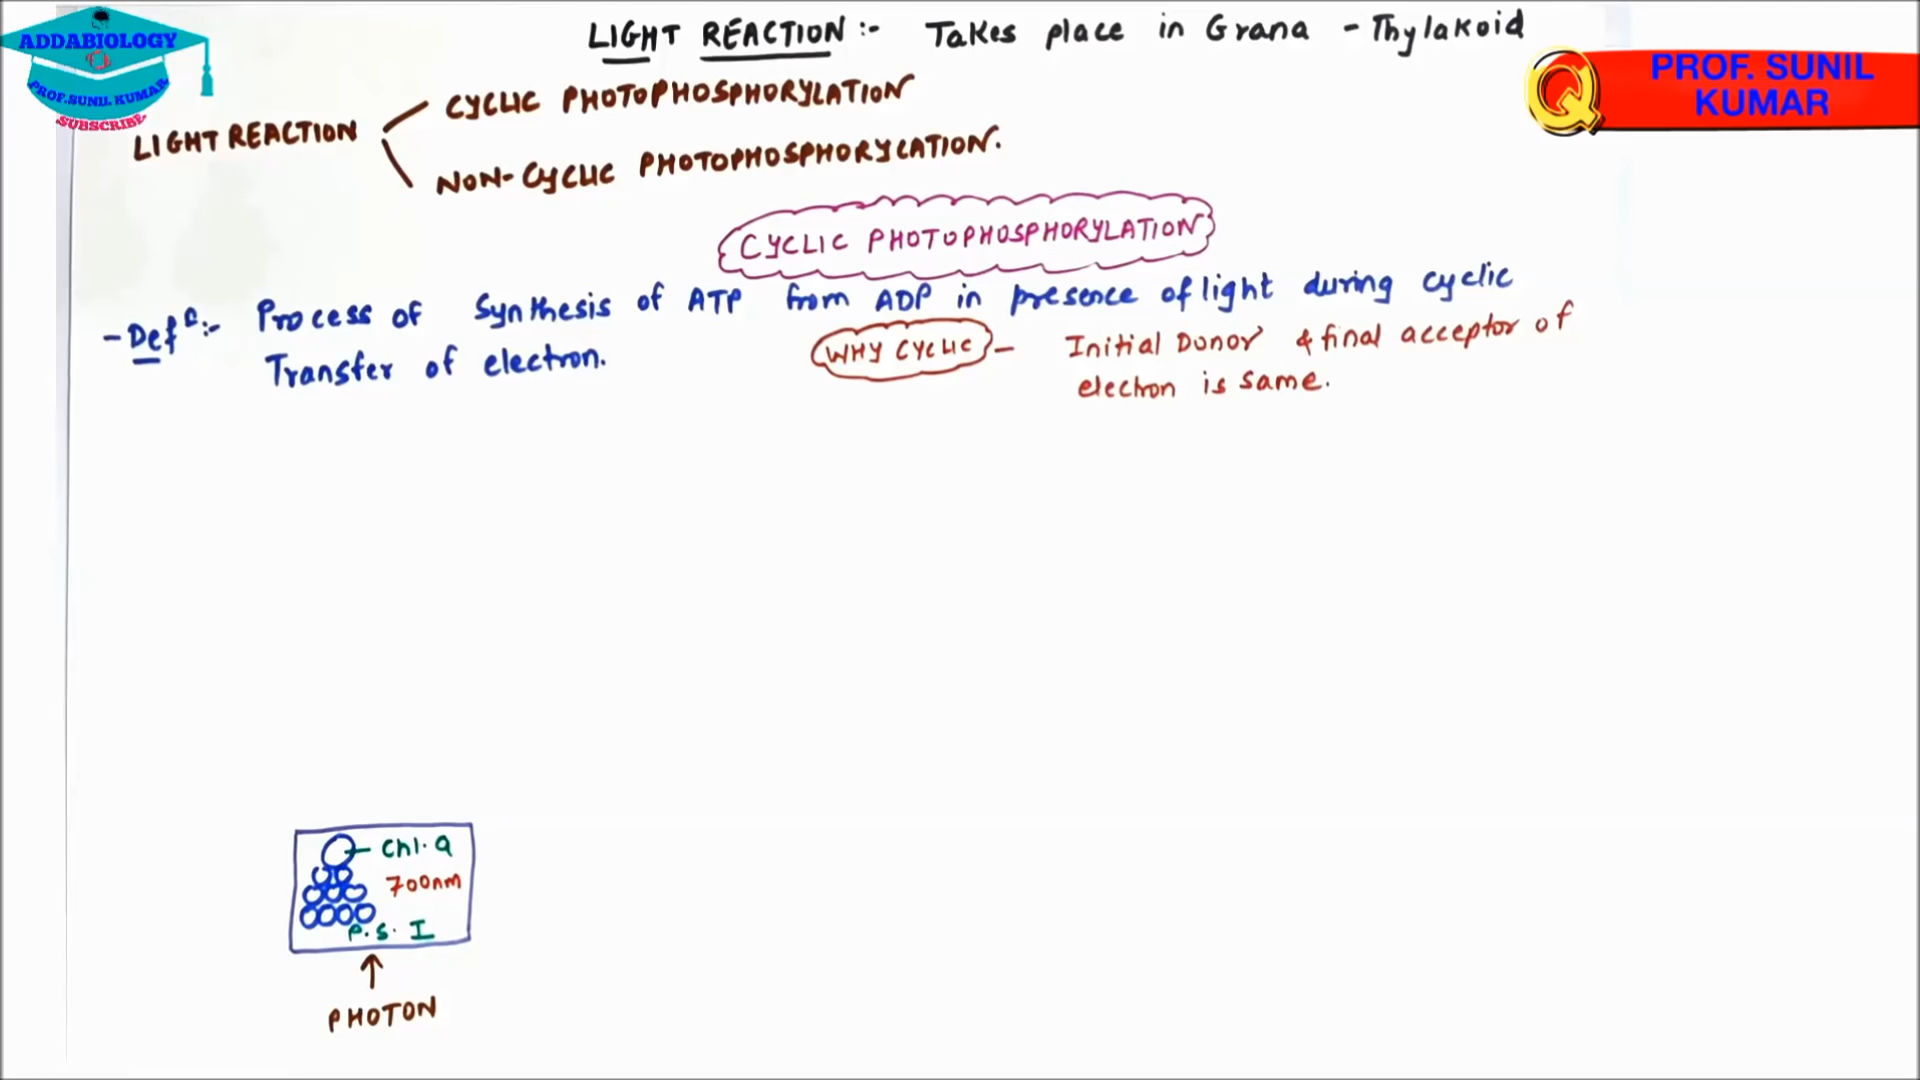 ADDABIOLOGY
PROF.SUNIL KUMAR
SUBSCRIBE
LIGHT REACTION :- Takes place in Grana - Thylakoid
PROF. SUNIL
KUMAR
LIGHT REACTION
CYCLIC PHOTOPHOSPHORYLATION
NON-CYCLIC PHOTOPHOSPHORYLATION.
CYCLIC PHOTOPHOSPHORYLATION
- Defn:- Process of Synthesis of ATP from ADP in presence of light during cyclic
Transfer of electron.
WHY CYCLIC - Initial Donor & final acceptor of
electron is same.
Chl. a
700nm
P.S. I
PHOTON